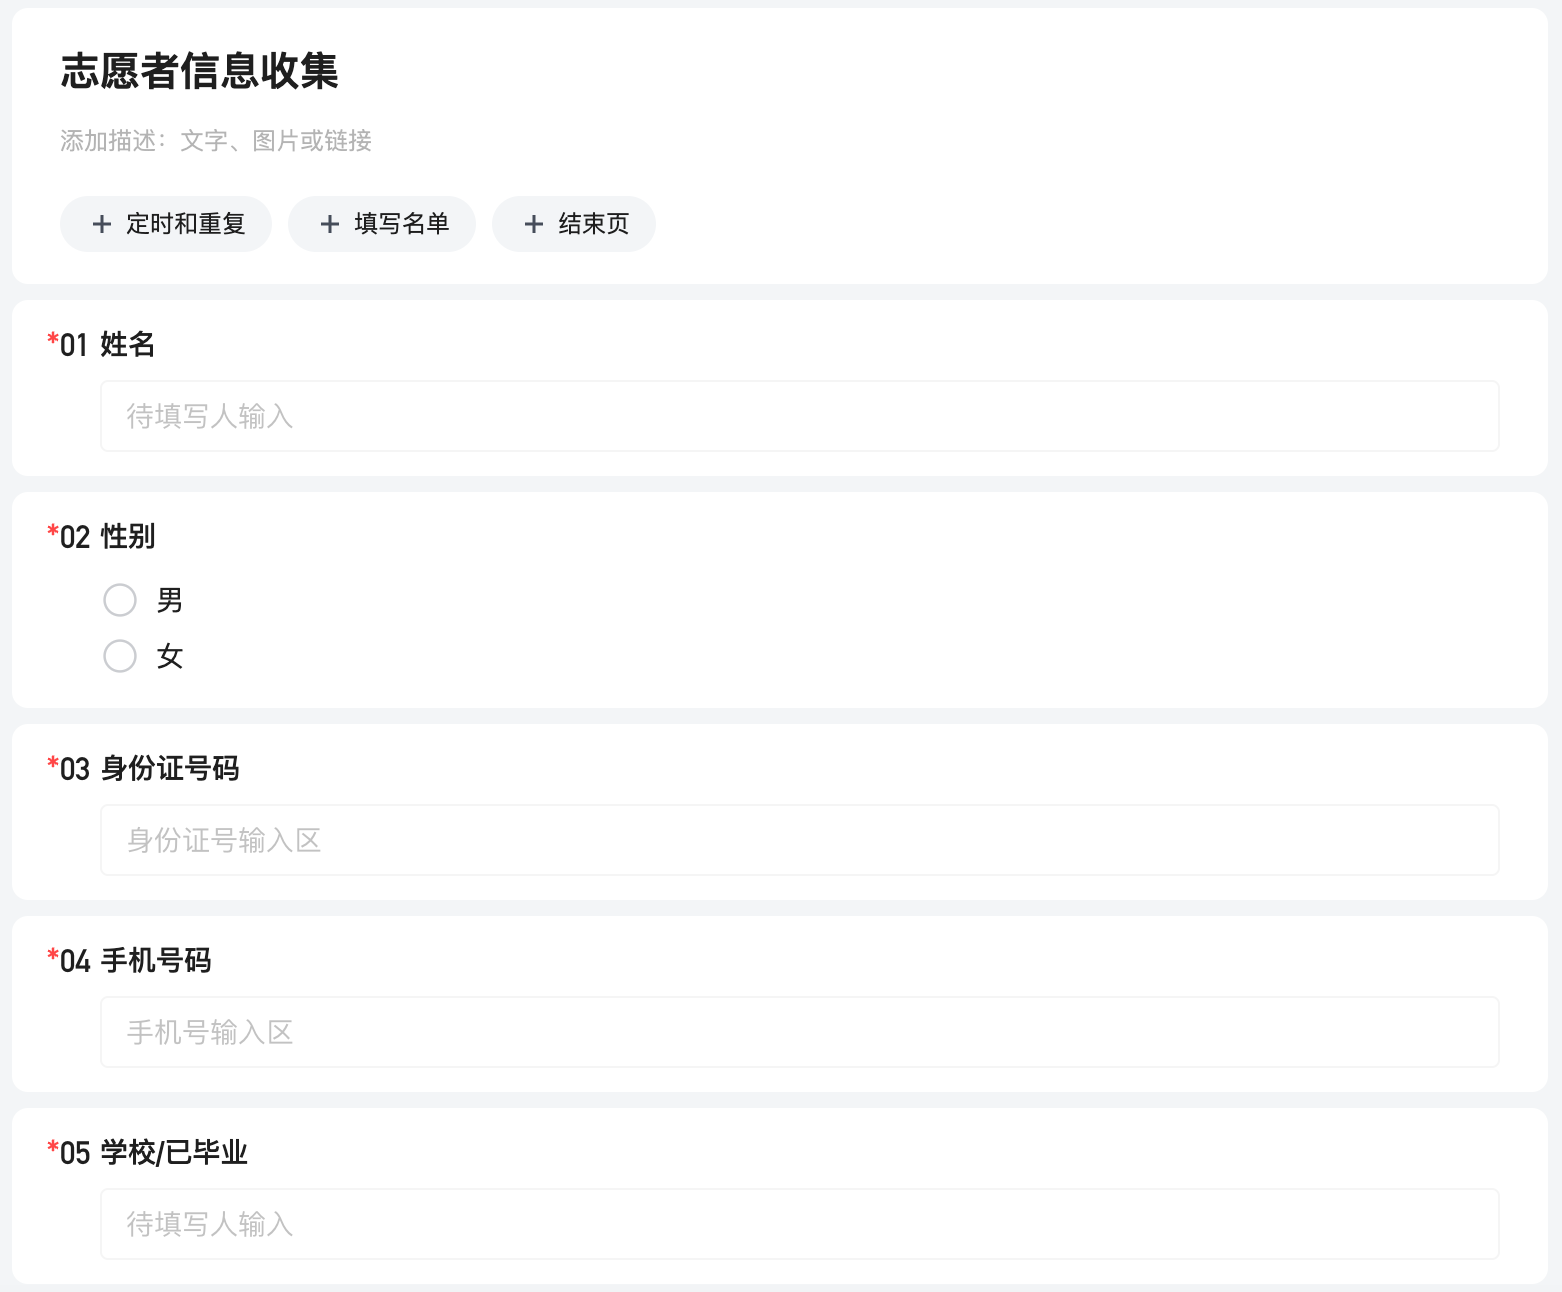 志愿者信息收集
添加描述：文字、图片或链接
+ 定时和重复 + 填写名单 + 结束页
*01 姓名
待填写人输入
*02 性别
男
女
*03 身份证号码
身份证号输入区
*04 手机号码
手机号输入区
*05 学校/已毕业
待填写人输入